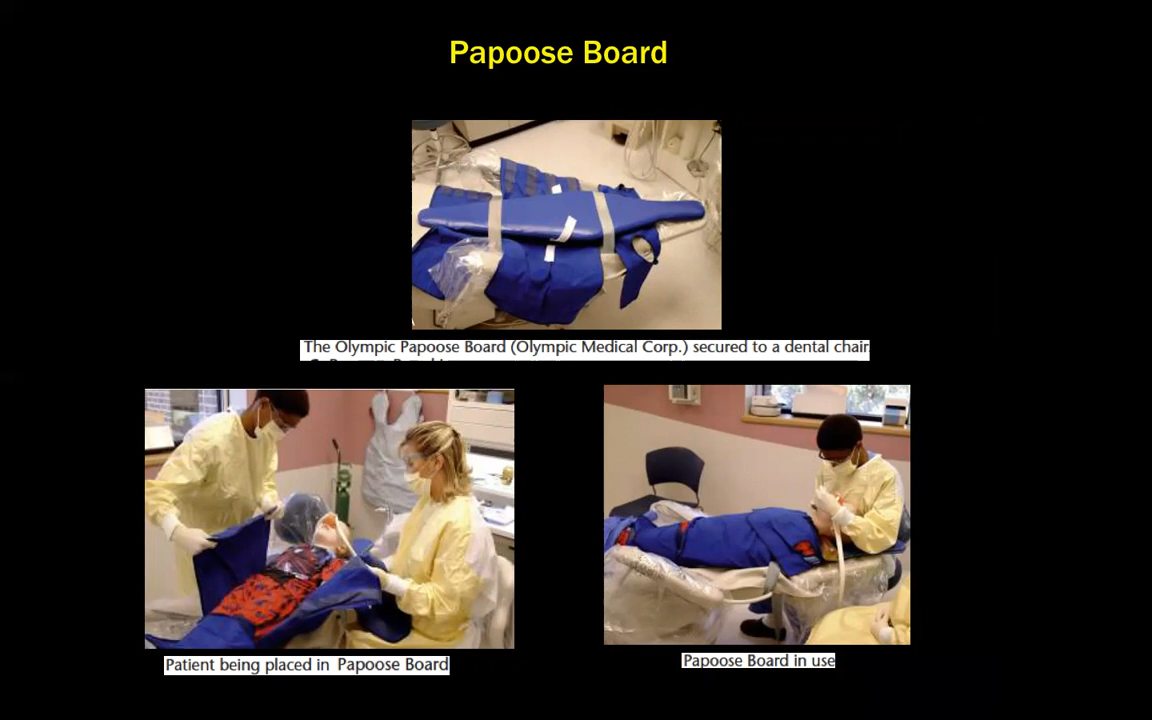 Papoose Board
The Olympic Papoose Board (Olympic Medical Corp.) secured to a dental chair
Patient being placed in Papoose Board
Papoose Board in use